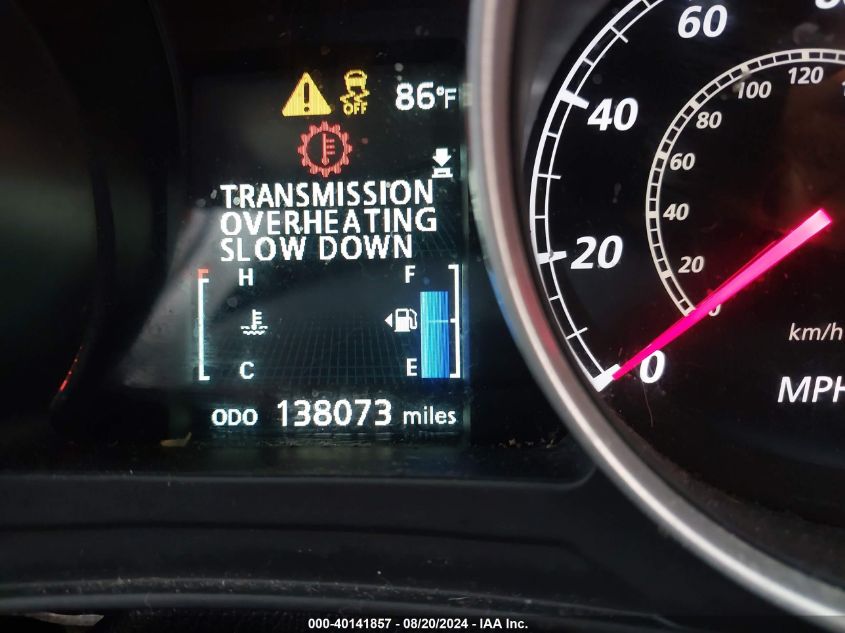 OFF 86°F
TRANSMISSION
OVERHEATING
SLOW DOWN
H F
C E
ODO 138073 miles
60
40
20
0
120
100
80
60
40
20
km/h
MPH
000-40141857 - 08/20/2024 - IAA Inc.